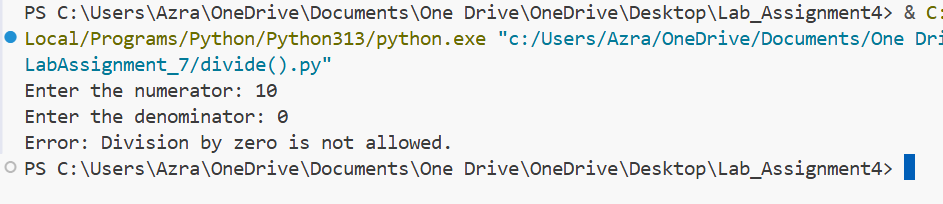 PS C:\Users\Azra\OneDrive\Documents\One Drive\OneDrive\Desktop\Lab_Assignment4> & C:
Local/Programs/Python/Python313/python.exe "c:/Users/Azra/OneDrive/Documents/One Dri
LabAssignment_7/divide().py"
Enter the numerator: 10
Enter the denominator: 0
Error: Division by zero is not allowed.
PS C:\Users\Azra\OneDrive\Documents\One Drive\OneDrive\Desktop\Lab_Assignment4>